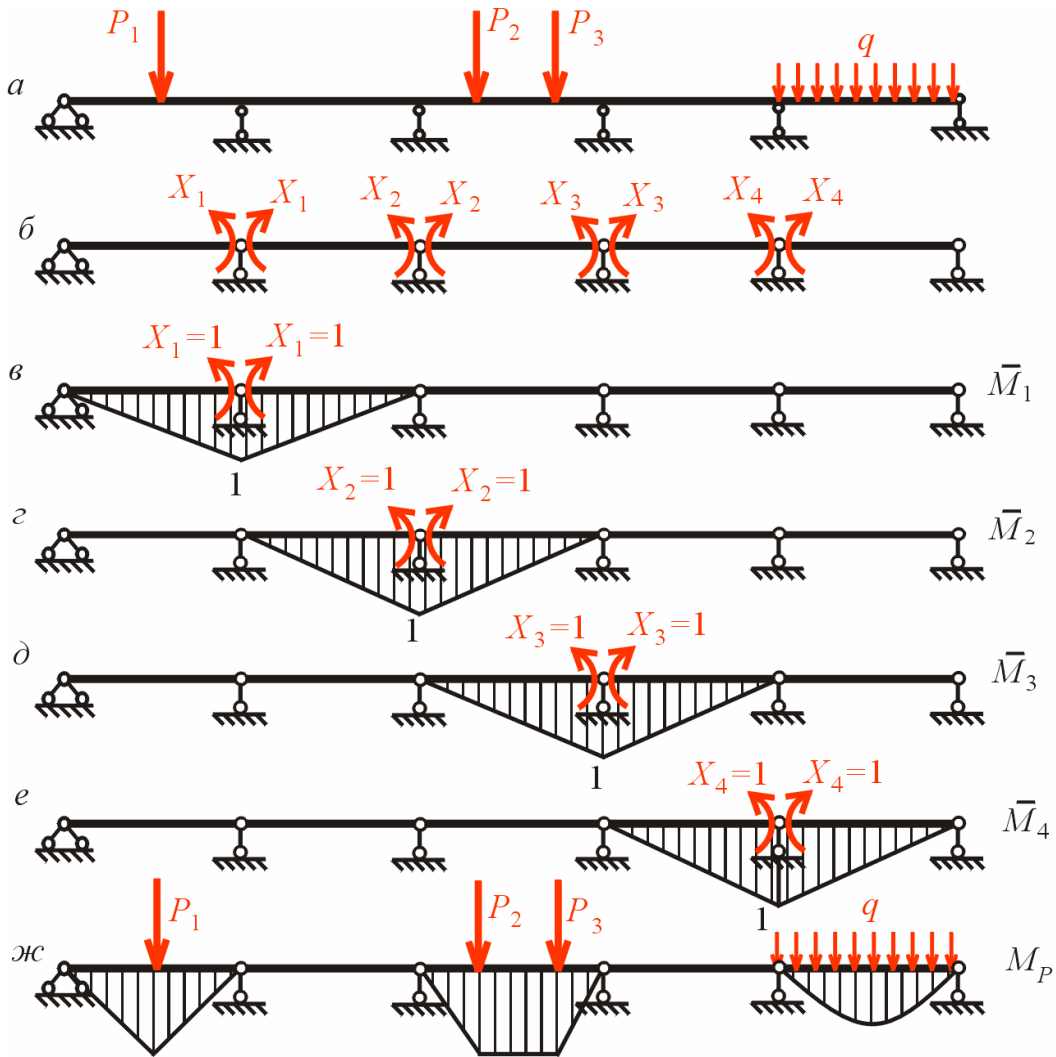 P₁ P₂ P₃ q
а
X₁ X₁ X₂ X₂ X₃ X₃ X₄ X₄
б
X₁=1 X₁=1
в M̄₁
1
X₂=1 X₂=1
г M̄₂
1
X₃=1 X₃=1
д M̄₃
1
X₄=1 X₄=1
е M̄₄
1
P₁ P₂ P₃ q
ж M_P